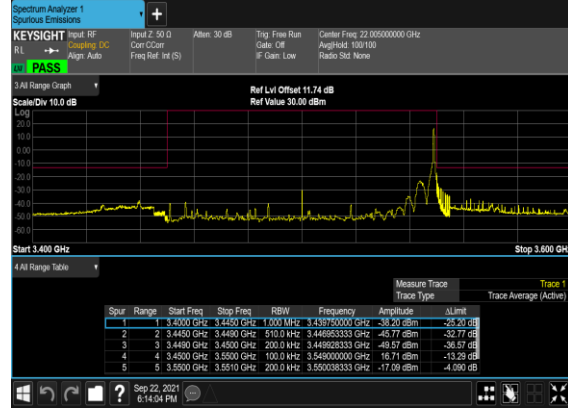 Spectrum Analyzer 1
Spurious Emissions
+
KEYSIGHT Input: RF Input Z: 50 Ω Atten: 30 dB Trig: Free Run Center Freq: 22.005000000 GHz
RL Coupling: DC Corr CCorr Gate: Off Avg|Hold: 100/100
Align: Auto Freq Ref: Int (S) IF Gain: Low Radio Std: None
PASS
3 All Range Graph
Ref Lvl Offset 11.74 dB
Scale/Div 10.0 dB Ref Value 30.00 dBm
Log
20.0
10.0
0.00
-10.0
-20.0
-30.0
-40.0
-50.0
-60.0
Start 3.400 GHz Stop 3.600 GH
4 All Range Table
Measure Trace Trace 1
Trace Type Trace Average (Active)
Spur Range Start Freq Stop Freq RBW Frequency Amplitude ΔLimit
1 1 3.4000 GHz 3.4450 GHz 1.000 MHz 3.439750000 GHz -38.20 dBm -25.20 dB
2 2 3.4450 GHz 3.4490 GHz 510.0 kHz 3.446953333 GHz -45.77 dBm -32.77 dB
3 3 3.4490 GHz 3.4500 GHz 200.0 kHz 3.449928333 GHz -49.57 dBm -36.57 dB
4 4 3.4500 GHz 3.5500 GHz 100.0 kHz 3.549000000 GHz 16.71 dBm -13.29 dB
5 5 3.5500 GHz 3.5510 GHz 200.0 kHz 3.550038333 GHz -17.09 dBm -4.090 dB
? Sep 22, 2021
6:14:04 PM